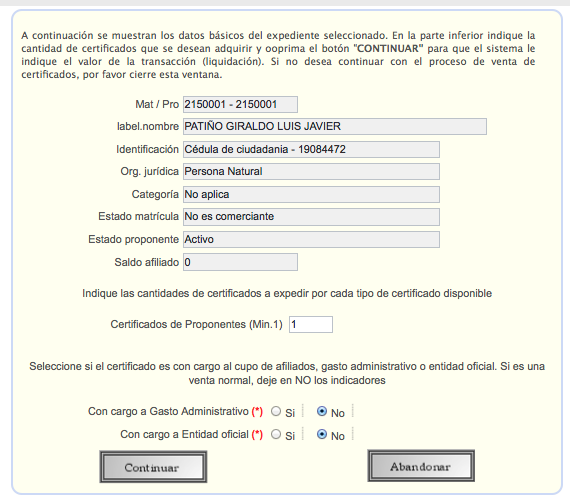 A continuación se muestran los datos básicos del expediente seleccionado. En la parte inferior indique la
cantidad de certificados que se desean adquirir y ooprima el botón "CONTINUAR" para que el sistema le
indique el valor de la transacción (liquidación). Si no desea continuar con el proceso de venta de
certificados, por favor cierre esta ventana.
Mat / Pro 2150001 - 2150001
label.nombre PATIÑO GIRALDO LUIS JAVIER
Identificación Cédula de ciudadania - 19084472
Org. jurídica Persona Natural
Categoría No aplica
Estado matrícula No es comerciante
Estado proponente Activo
Saldo afiliado 0
Indique las cantidades de certificados a expedir por cada tipo de certificado disponible
Certificados de Proponentes (Min.1) 1
Seleccione si el certificado es con cargo al cupo de afiliados, gasto administrativo o entidad oficial. Si es una
venta normal, deje en NO los indicadores
Con cargo a Gasto Administrativo (*) Si No
Con cargo a Entidad oficial (*) Si No
Continuar Abandonar